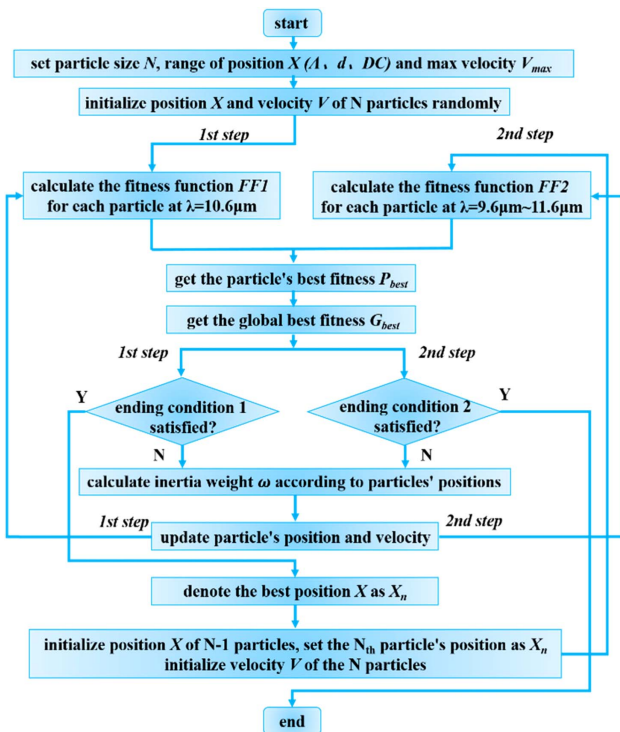 start
set particle size N, range of position X (Λ、d、DC) and max velocity Vmax
initialize position X and velocity V of N particles randomly
1st step
2nd step
calculate the fitness function FF1
for each particle at λ=10.6μm
calculate the fitness function FF2
for each particle at λ=9.6μm~11.6μm
get the particle's best fitness Pbest
get the global best fitness Gbest
1st step
2nd step
Y
ending condition 1
satisfied?
ending condition 2
satisfied?
Y
N
N
calculate inertia weight ω according to particles' positions
1st step
update particle's position and velocity
2nd step
denote the best position X as Xn
initialize position X of N-1 particles, set the Nth particle's position as Xn
initialize velocity V of the N particles
end